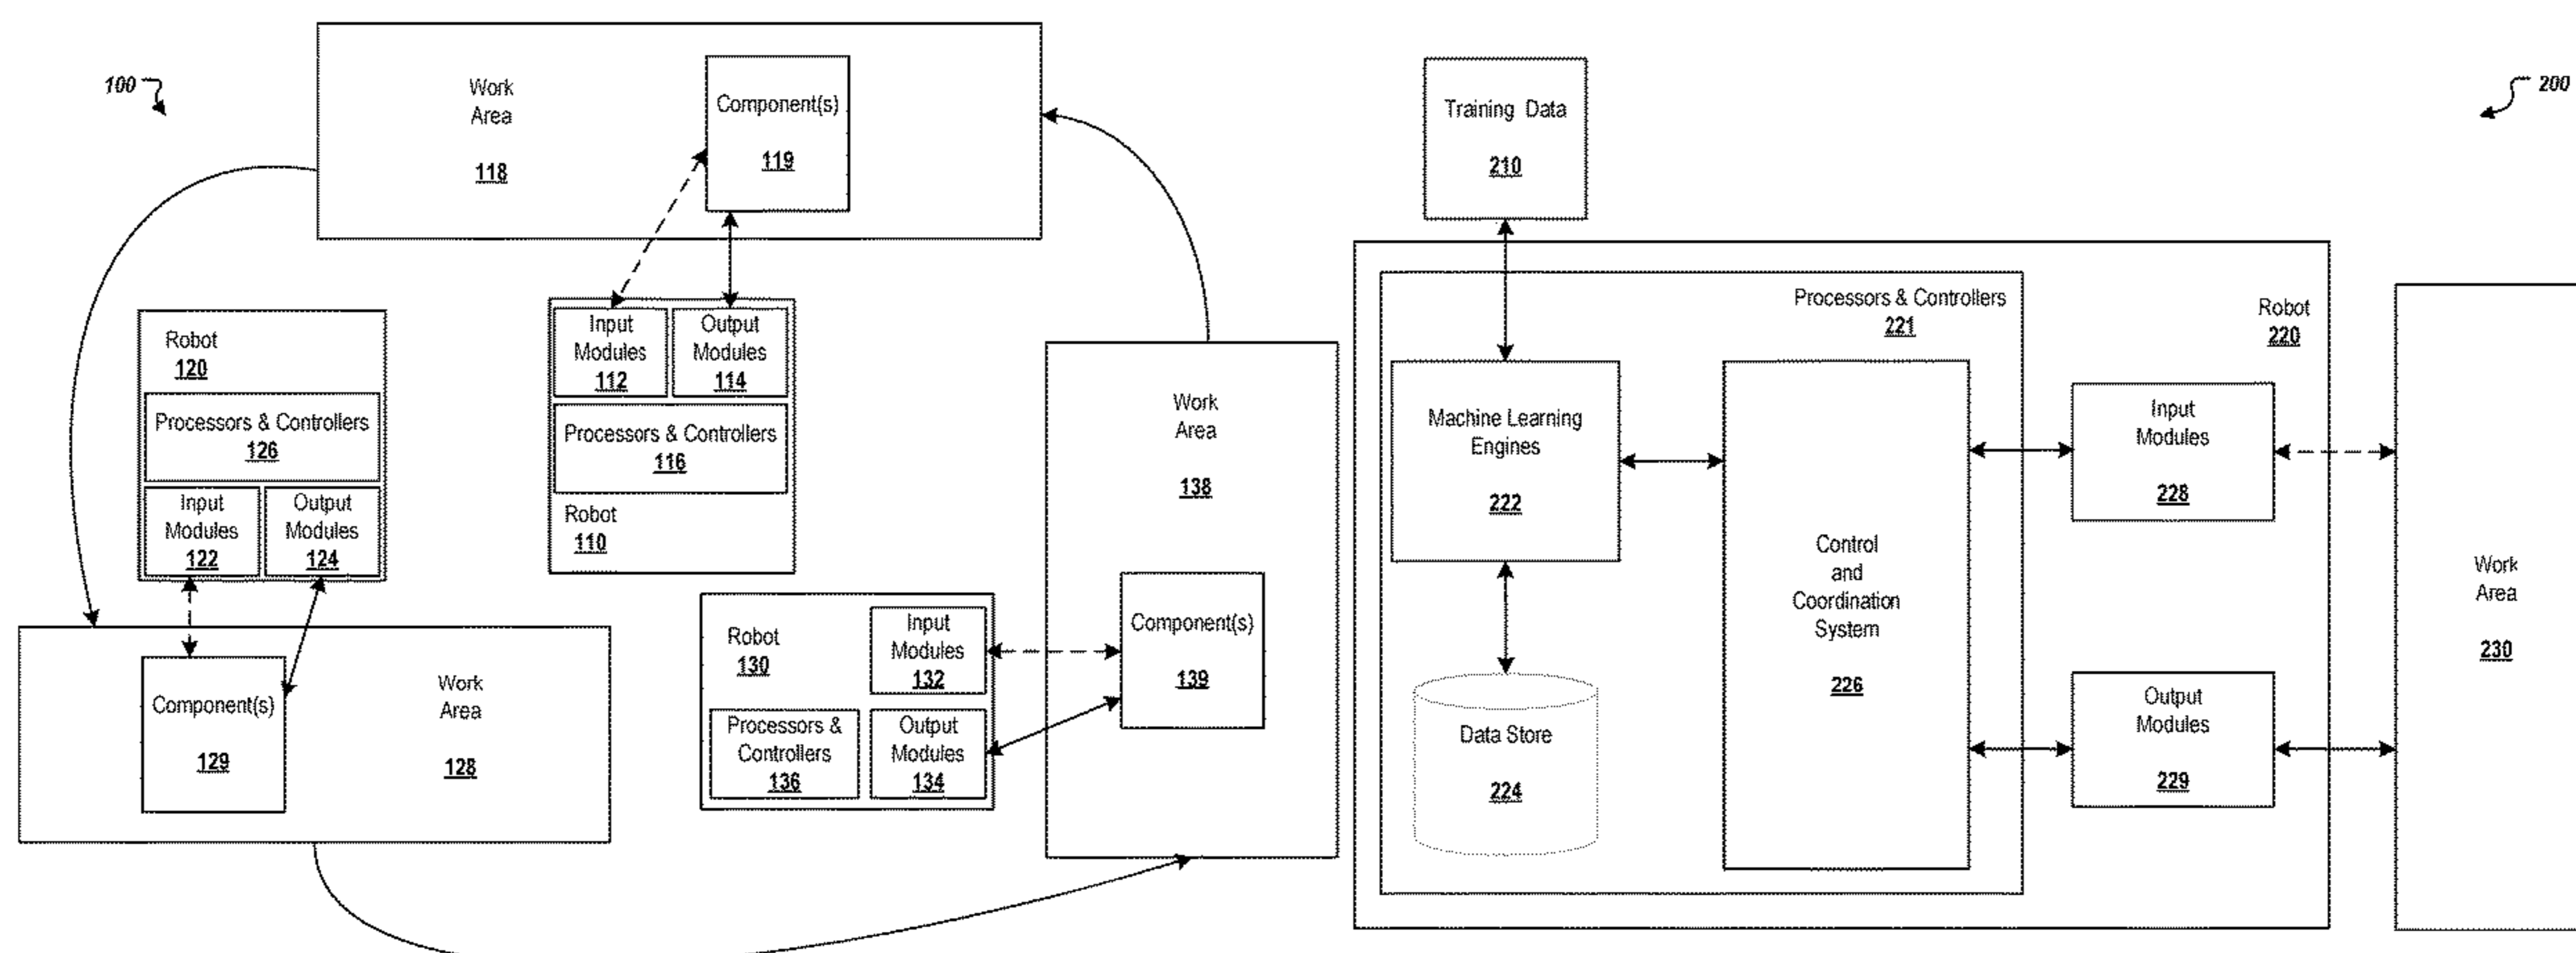 100
Work
Area
118
Component(s)
119
Robot
120
Processors & Controllers
126
Input
Modules
122
Output
Modules
124
Input
Modules
112
Output
Modules
114
Processors & Controllers
116
Robot
110
Component(s)
129
Work
Area
128
Robot
130
Input
Modules
132
Processors &
Controllers
136
Output
Modules
134
Work
Area
138
Component(s)
139
200
Training Data
210
Processors & Controllers
221
Robot
220
Machine Learning
Engines
222
Data Store
224
Control
and
Coordination
System
226
Input
Modules
228
Output
Modules
229
Work
Area
230